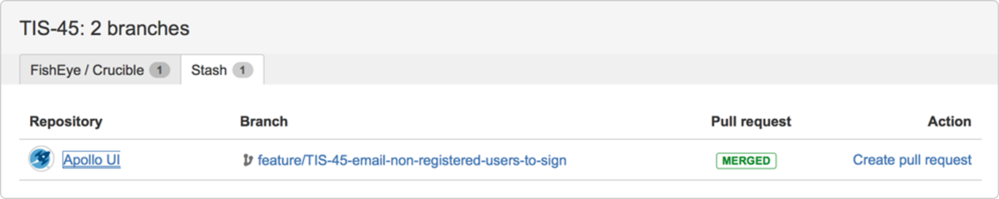 TIS-45: 2 branches
FishEye / Crucible 1 Stash 1
Repository Branch Pull request Action
Apollo UI feature/TIS-45-email-non-registered-users-to-sign MERGED Create pull request